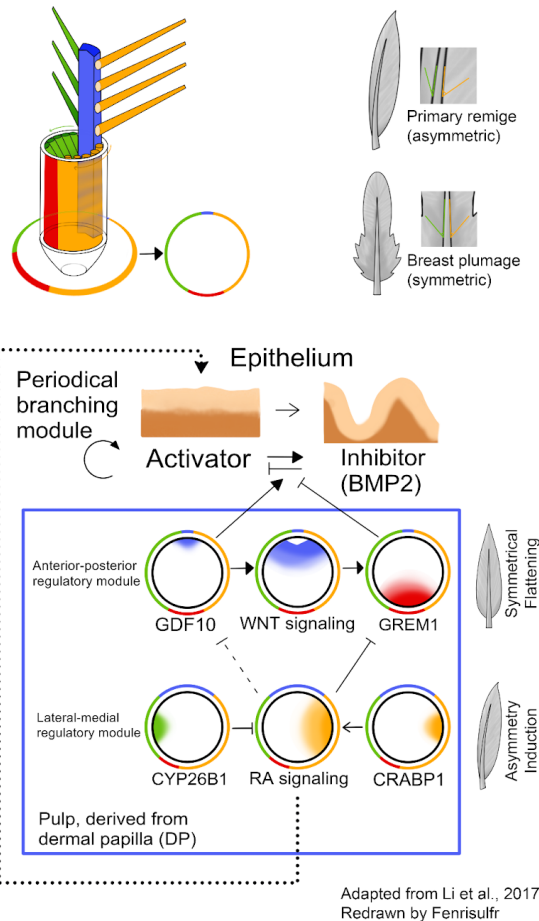 Primary remige
(asymmetric)
Breast plumage
(symmetric)
Epithelium
Periodical
branching
module
Activator
Inhibitor
(BMP2)
Anterior-posterior
regulatory module
GDF10
WNT signaling
GREM1
Symmetrical
Flattening
Lateral-medial
regulatory module
CYP26B1
RA signaling
CRABP1
Asymmetry
Induction
Pulp, derived from
dermal papilla (DP)
Adapted from Li et al., 2017
Redrawn by Fenrisulfr